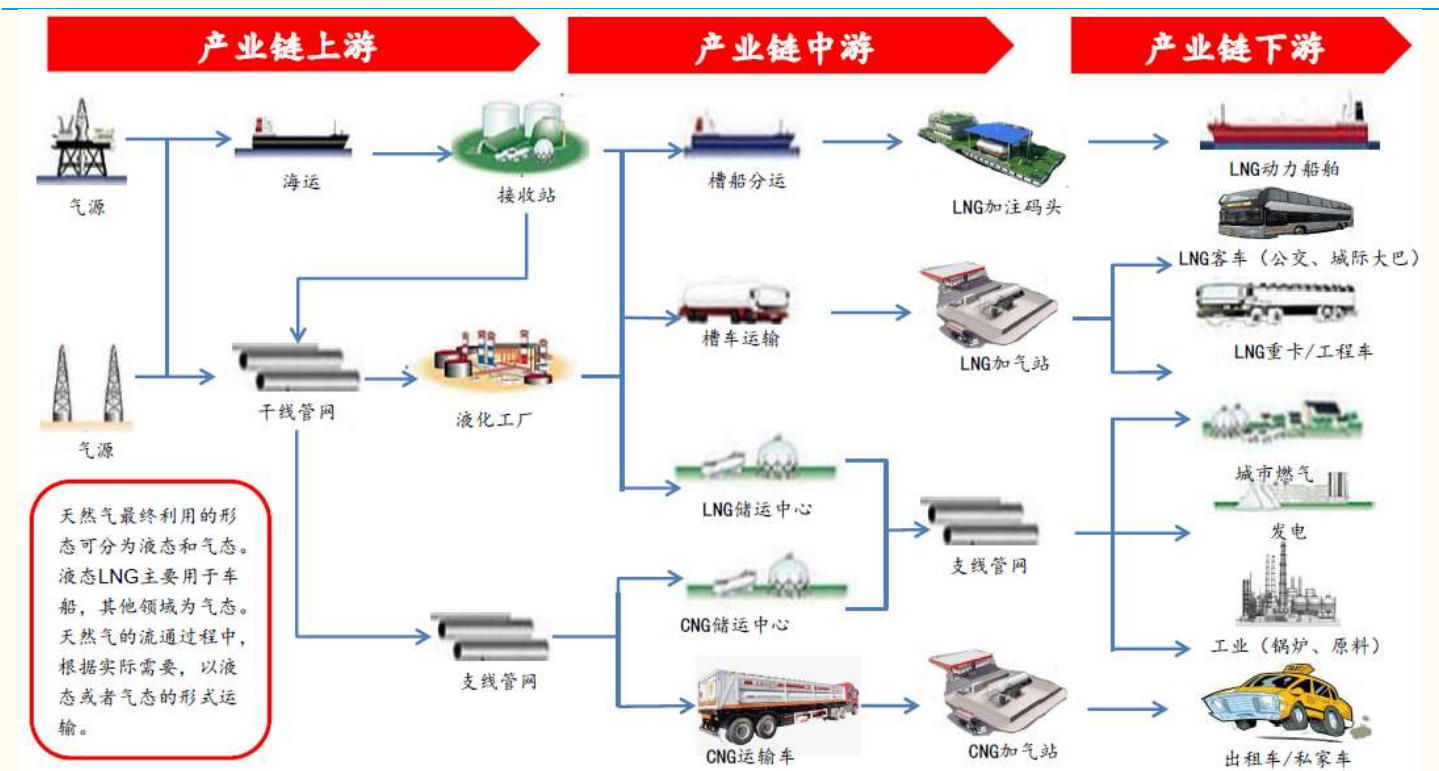 产业链上游
产业链中游
产业链下游
气源
海运
接收站
槽船分运
LNG加注码头
LNG动力船舶
LNG客车（公交、城际大巴）
槽车运输
LNG加气站
LNG重卡/工程车
气源
干线管网
液化工厂
城市燃气
LNG储运中心
发电
支线管网
CNG储运中心
工业（锅炉、原料）
支线管网
CNG运输车
CNG加气站
出租车/私家车
天然气最终利用的形
态可分为液态和气态。
液态LNG主要用于车
船，其他领域为气态。
天然气的流通过程中，
根据实际需要，以液
态或者气态的形式运
输。